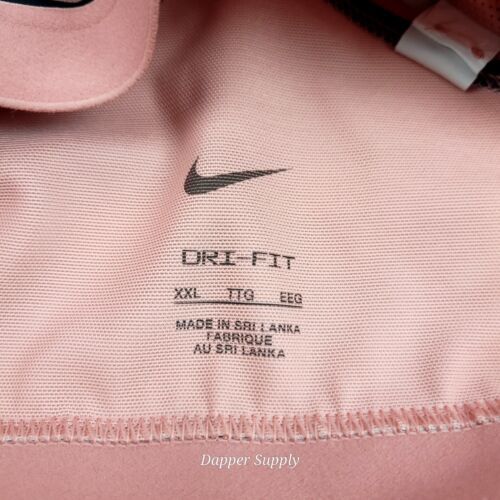 DRI-FIT
XXL TTG EEG
MADE IN SRI LANKA
FABRIQUE
AU SRI LANKA
Dapper Supply